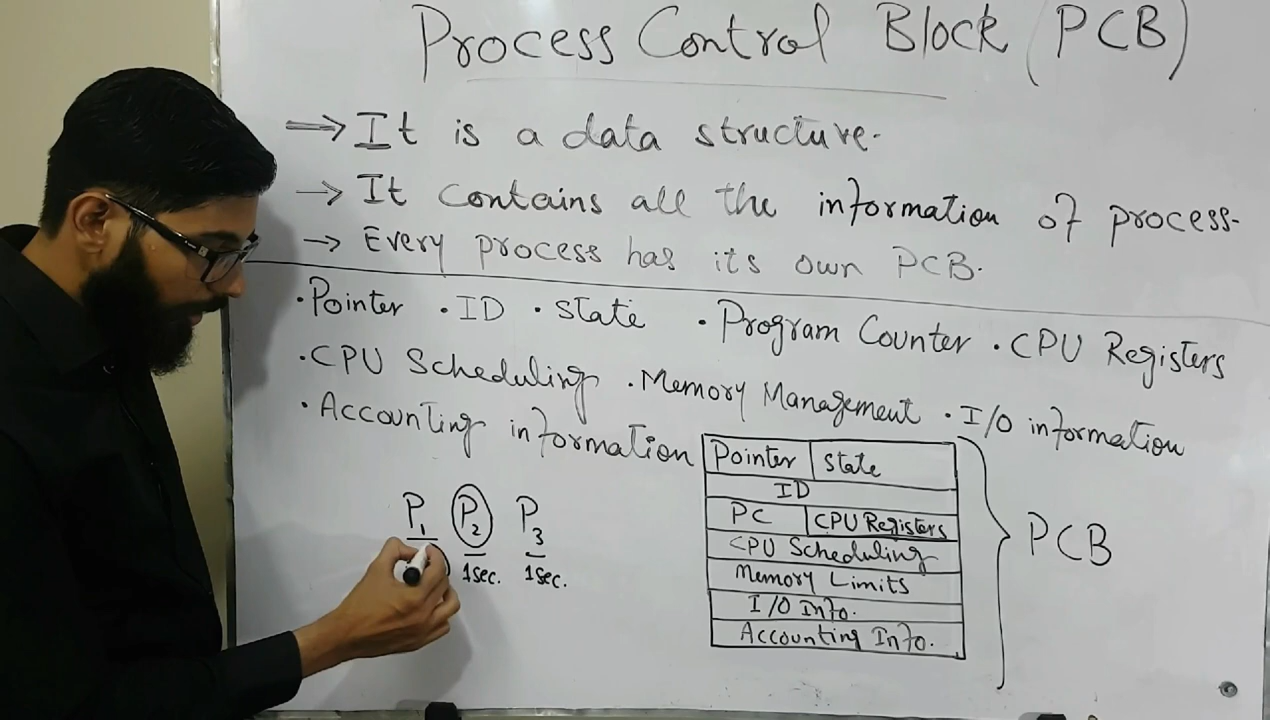 Process Control Block (PCB)
⇒ It is a data structure.
→ It contains all the information of process.
→ Every process has its own PCB.
· Pointer · ID · State · Program Counter · CPU Registers
· CPU Scheduling · Memory Management · I/O information
· Accounting information
Pointer State
ID
PC CPU Registers
CPU Scheduling
Memory Limits
I/O Info.
Accounting Info.
PCB
P1 P2 P3
1sec. 1sec.